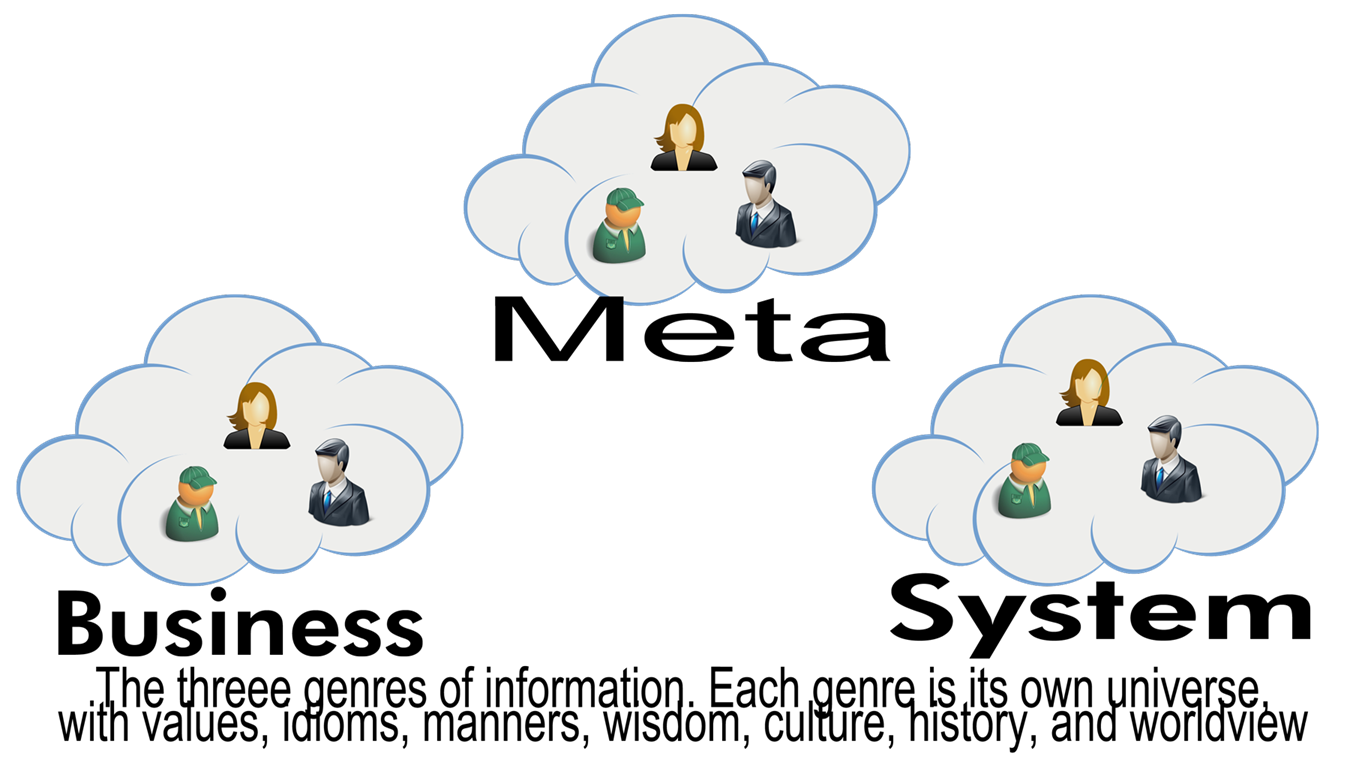 Meta
Business
System
The threee genres of information. Each genre is its own universe,
with values, idioms, manners, wisdom, culture, history, and worldview